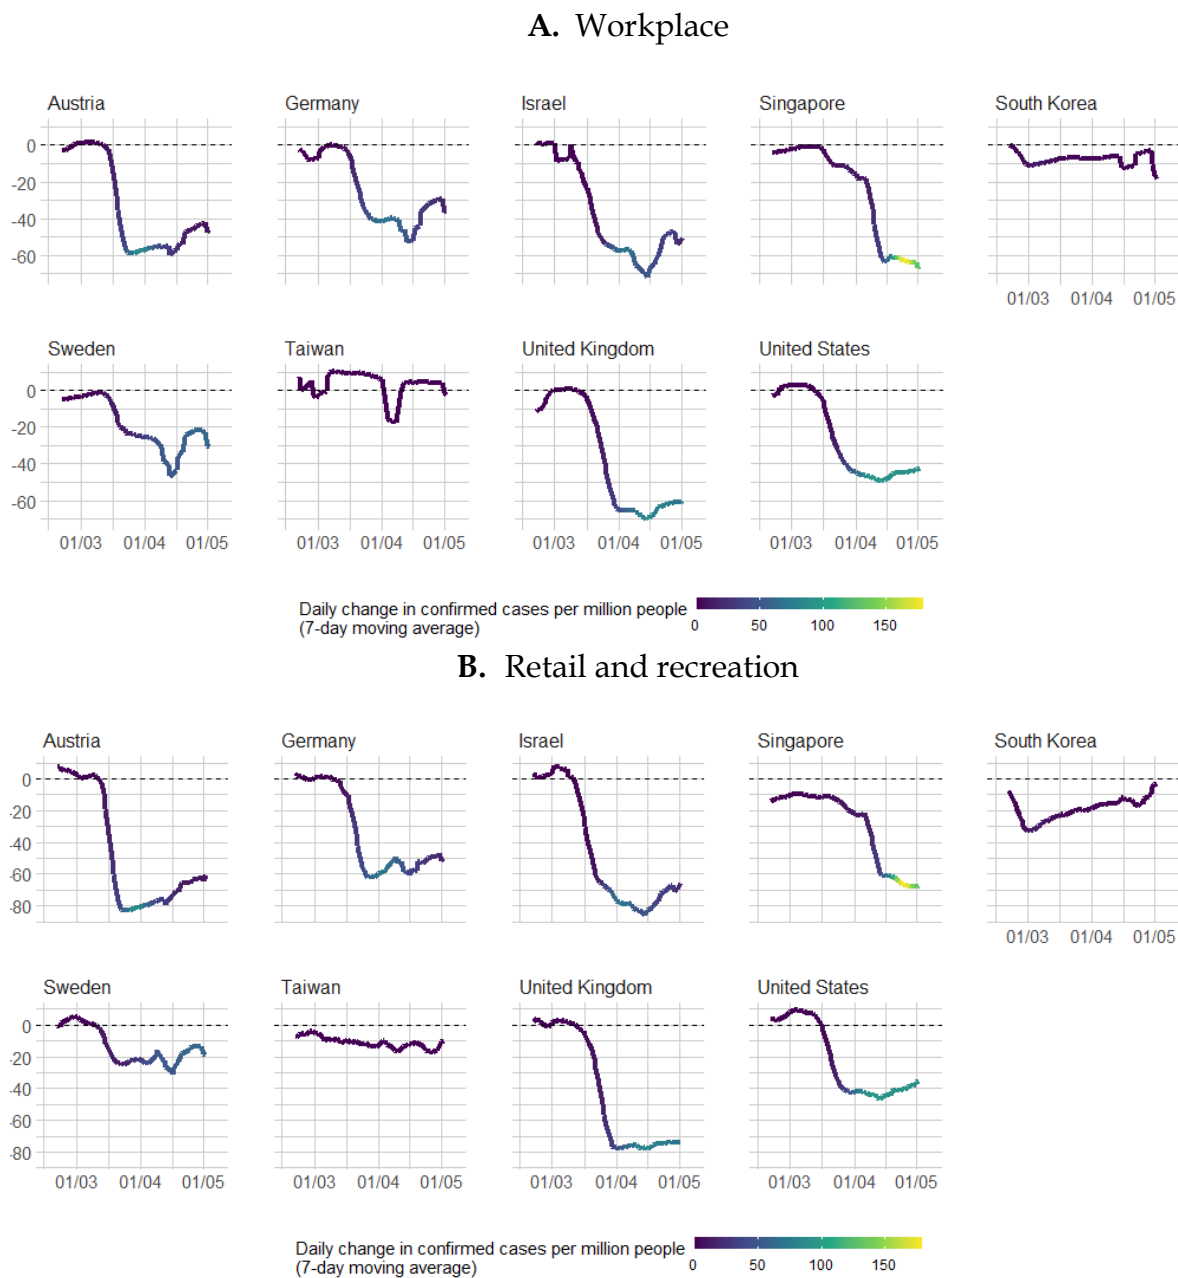 A. Workplace
Austria Germany Israel Singapore South Korea
0
-20
-40
-60
01/03 01/04 01/05
Sweden Taiwan United Kingdom United States
0
-20
-40
-60
01/03 01/04 01/05 01/03 01/04 01/05 01/03 01/04 01/05 01/03 01/04 01/05
Daily change in confirmed cases per million people
(7-day moving average)
0 50 100 150
B. Retail and recreation
Austria Germany Israel Singapore South Korea
0
-20
-40
-60
-80
01/03 01/04 01/05
Sweden Taiwan United Kingdom United States
0
-20
-40
-60
-80
01/03 01/04 01/05 01/03 01/04 01/05 01/03 01/04 01/05 01/03 01/04 01/05
Daily change in confirmed cases per million people
(7-day moving average)
0 50 100 150